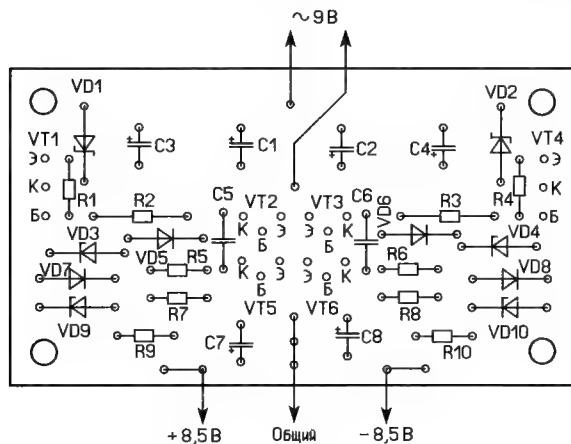 ~9В
VD1
VD2
VT1 Э C3 C1 C2 C4 VT4 Э
К R1 R2 C5 VT2 VT3 C6 VD6 R3 R4 К
Б К К Б
VD3 Б Э Э VD4
VD7 VD5 R5 К Э Б К R6 VD8
Б Б
VD9 R7 VT5 VT6 R8 VD10
R9 C7 C8 R10
+8,5В Общий -8,5В